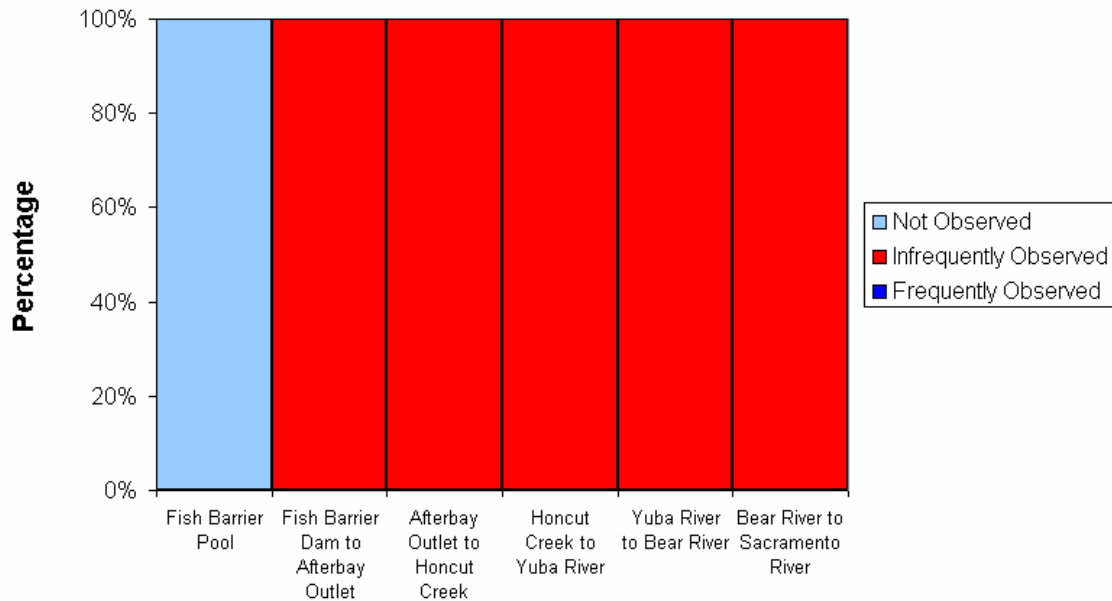 Percentage
100%
80%
60%
40%
20%
0%
Fish Barrier
Pool
Fish Barrier
Dam to
Afterbay
Outlet
Afterbay
Outlet to
Honcut
Creek
Honcut
Creek to
Yuba River
Yuba River
to Bear River
Bear River to
Sacramento
River
Not Observed
Infrequently Observed
Frequently Observed